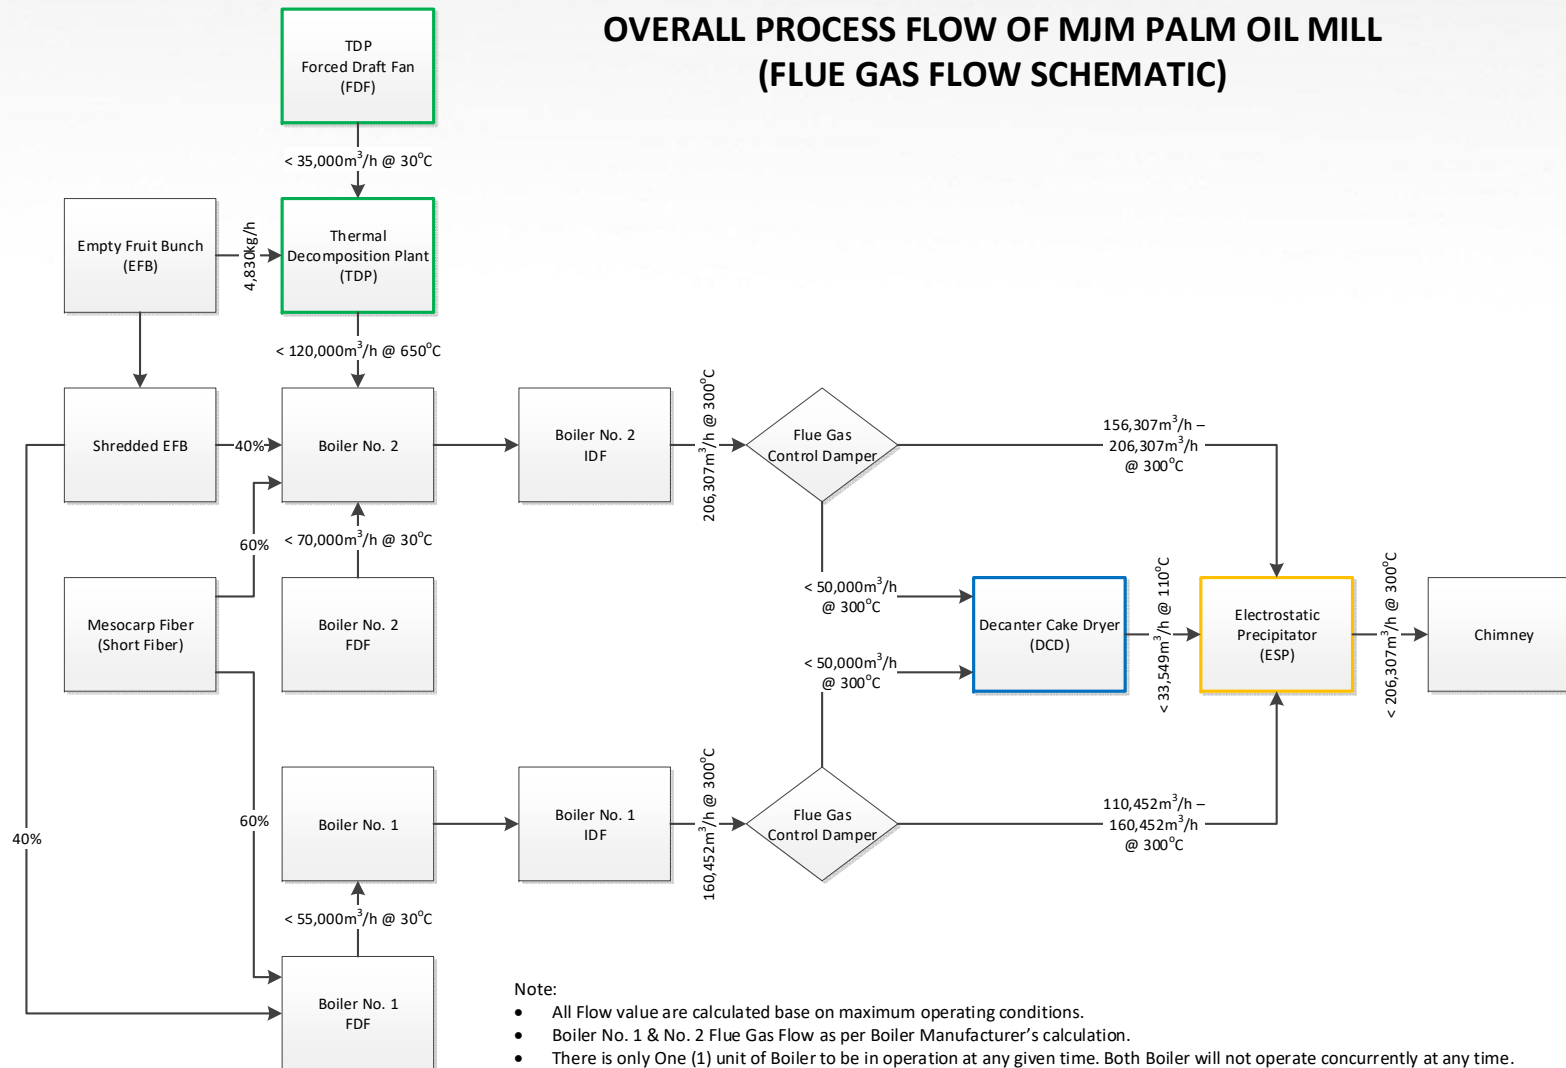 OVERALL PROCESS FLOW OF MJM PALM OIL MILL
(FLUE GAS FLOW SCHEMATIC)
TDP
Forced Draft Fan
(FDF)
< 35,000m³/h @ 30°C
Empty Fruit Bunch
(EFB)
4,830kg/h
Thermal
Decomposition Plant
(TDP)
< 120,000m³/h @ 650°C
Shredded EFB
40%
Boiler No. 2
Boiler No. 2
IDF
206,307m³/h @ 300°C
Flue Gas
Control Damper
156,307m³/h –
206,307m³/h
@ 300°C
60%
< 70,000m³/h @ 30°C
Mesocarp Fiber
(Short Fiber)
Boiler No. 2
FDF
< 50,000m³/h
@ 300°C
< 50,000m³/h
@ 300°C
Decanter Cake Dryer
(DCD)
< 33,549m³/h @ 110°C
Electrostatic
Precipitator
(ESP)
< 206,307m³/h @ 300°C
Chimney
40%
60%
Boiler No. 1
Boiler No. 1
IDF
160,452m³/h @ 300°C
Flue Gas
Control Damper
110,452m³/h –
160,452m³/h
@ 300°C
< 55,000m³/h @ 30°C
Boiler No. 1
FDF
Note:
• All Flow value are calculated base on maximum operating conditions.
• Boiler No. 1 & No. 2 Flue Gas Flow as per Boiler Manufacturer’s calculation.
• There is only One (1) unit of Boiler to be in operation at any given time. Both Boiler will not operate concurrently at any time.